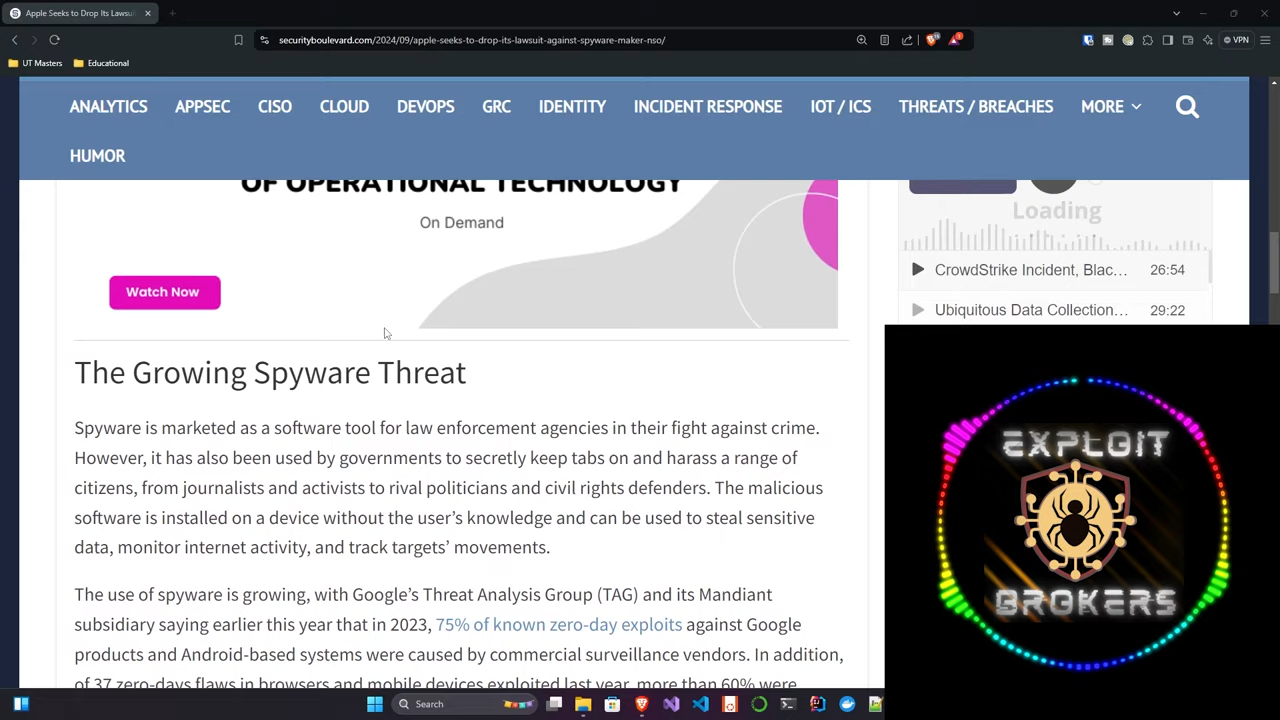 Apple Seeks to Drop Its Lawsui
securityboulevard.com/2024/09/apple-seeks-to-drop-its-lawsuit-against-spyware-maker-nso/
VPN
UT Masters
Educational
ANALYTICS
APPSEC
CISO
CLOUD
DEVOPS
GRC
IDENTITY
INCIDENT RESPONSE
IOT / ICS
THREATS / BREACHES
MORE
HUMOR
OF OPERATIONAL TECHNOLOGY
On Demand
Watch Now
Loading
CrowdStrike Incident, Blac... 26:54
Ubiquitous Data Collection... 29:22
The Growing Spyware Threat
Spyware is marketed as a software tool for law enforcement agencies in their fight against crime.
However, it has also been used by governments to secretly keep tabs on and harass a range of
citizens, from journalists and activists to rival politicians and civil rights defenders. The malicious
software is installed on a device without the user’s knowledge and can be used to steal sensitive
data, monitor internet activity, and track targets’ movements.
The use of spyware is growing, with Google’s Threat Analysis Group (TAG) and its Mandiant
subsidiary saying earlier this year that in 2023, 75% of known zero-day exploits against Google
products and Android-based systems were caused by commercial surveillance vendors. In addition,
of 37 zero-days flaws in browsers and mobile devices exploited last year, more than 60% were
EXPLOIT
BROKERS
Search